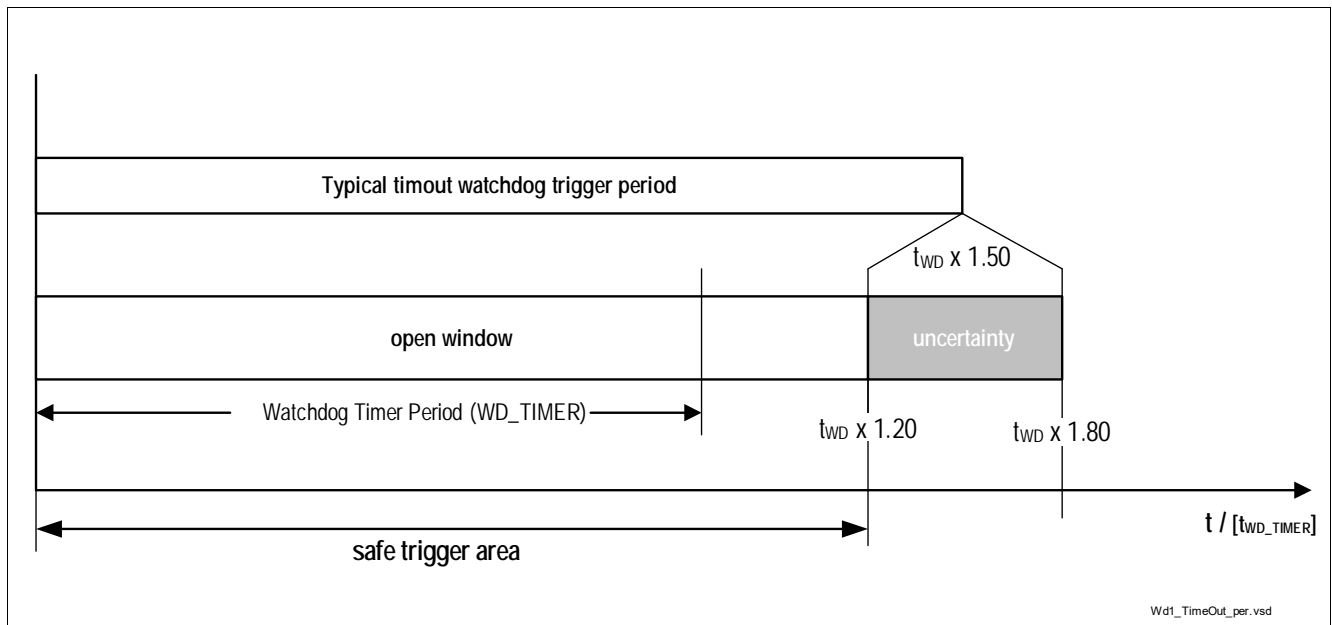 Typical timout watchdog trigger period
tWD x 1.50
open window
uncertainty
Watchdog Timer Period (WD_TIMER)
tWD x 1.20
tWD x 1.80
t / [tWD_TIMER]
safe trigger area
Wd1_TimeOut_per.vsd